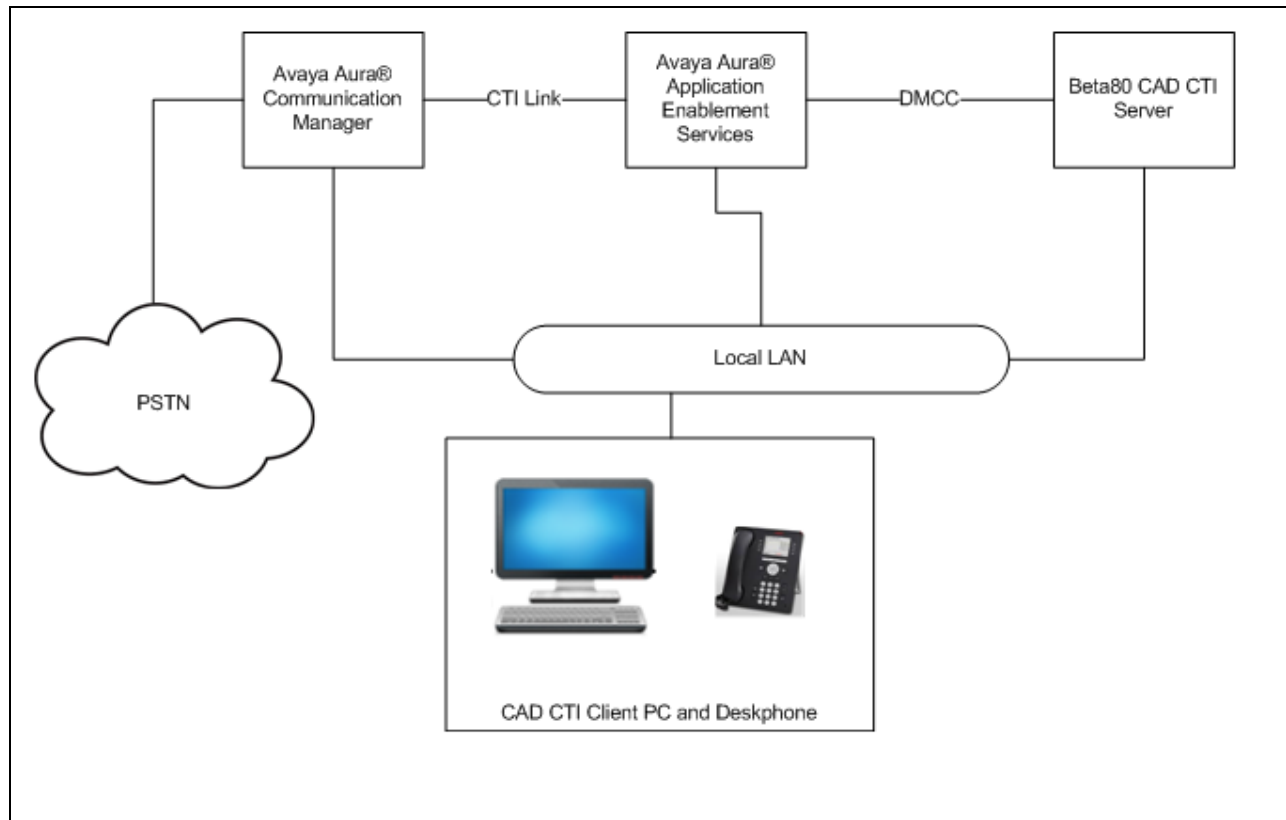 Avaya Aura®
Communication
Manager
CTI Link
Avaya Aura®
Application
Enablement
Services
DMCC
Beta80 CAD CTI
Server
PSTN
Local LAN
CAD CTI Client PC and Deskphone